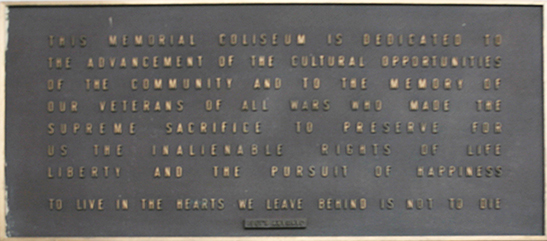 THIS MEMORIAL COLISEUM IS DEDICATED TO
THE ADVANCEMENT OF THE CULTURAL OPPORTUNITIES
OF THE COMMUNITY AND TO THE MEMORY OF
OUR VETERANS OF ALL WARS WHO MADE THE
SUPREME SACRIFICE TO PRESERVE FOR
US THE INALIENABLE RIGHTS OF LIFE
LIBERTY AND THE PURSUIT OF HAPPINESS
TO LIVE IN THE HEARTS WE LEAVE BEHIND IS NOT TO DIE